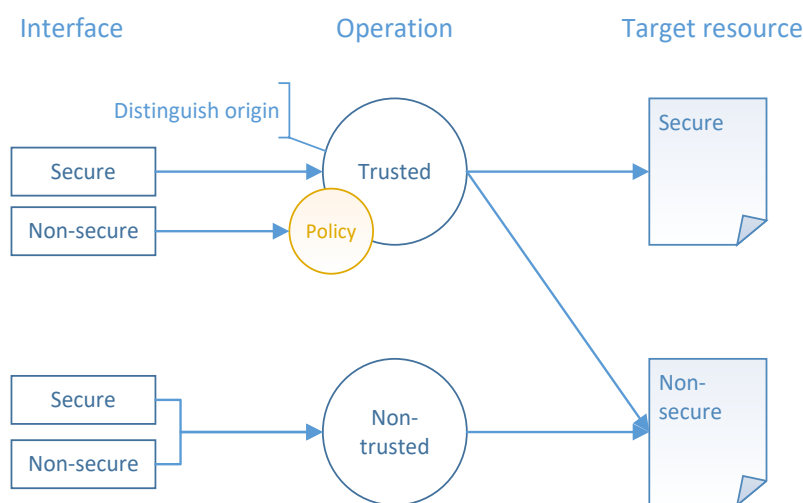 Interface
Operation
Target resource
Distinguish origin
Secure
Non-secure
Trusted
Policy
Secure
Secure
Non-secure
Non-
trusted
Non-
secure